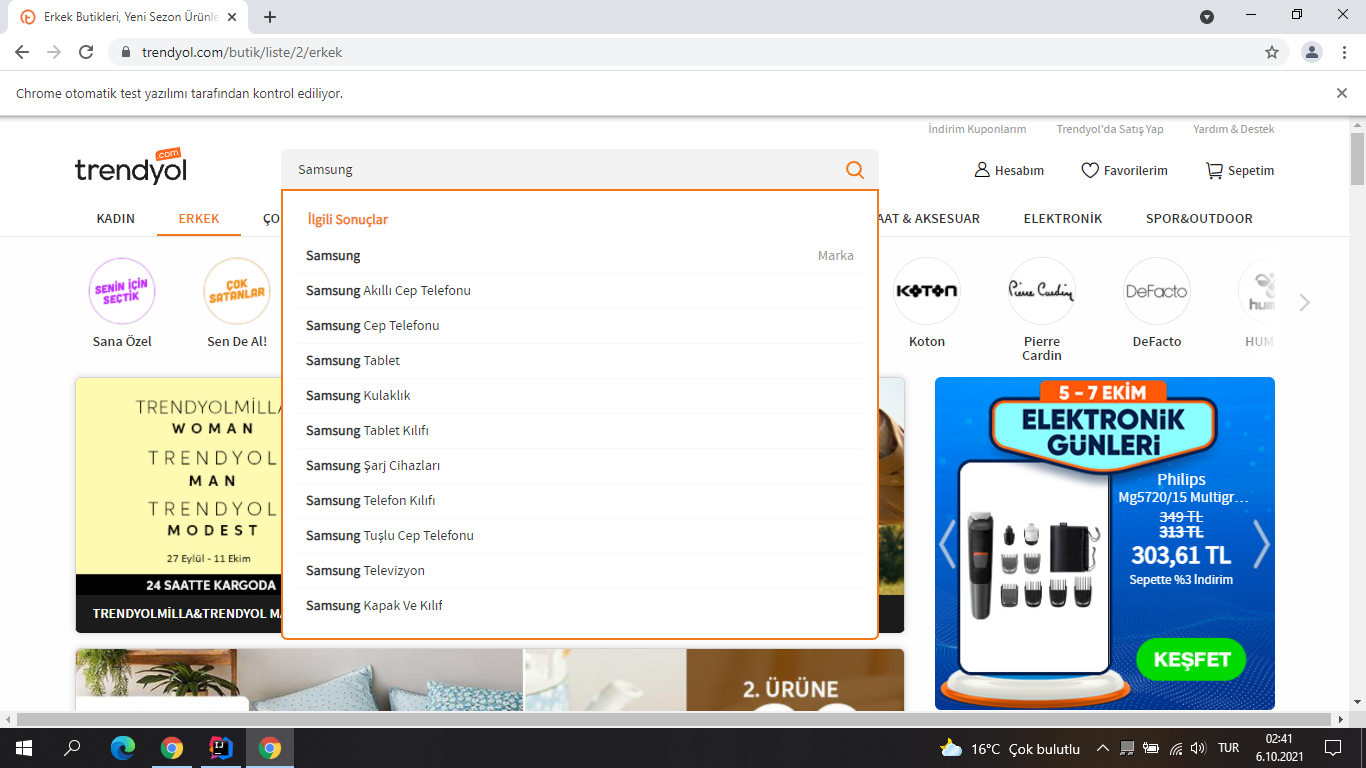 Erkek Butikleri, Yeni Sezon Ürünle
trendyol.com/butik/liste/2/erkek
Chrome otomatik test yazılımı tarafından kontrol ediliyor.
İndirim Kuponlarım Trendyol'da Satış Yap Yardım & Destek
trendyol .com
Samsung
Hesabım Favorilerim Sepetim
KADIN ERKEK ÇO AAT & AKSESUAR ELEKTRONİK SPOR&OUTDOOR
İlgili Sonuçlar
Samsung Marka
Samsung Akıllı Cep Telefonu
Samsung Cep Telefonu
Samsung Tablet
Samsung Kulaklık
Samsung Tablet Kılıfı
Samsung Şarj Cihazları
Samsung Telefon Kılıfı
Samsung Tuşlu Cep Telefonu
Samsung Televizyon
Samsung Kapak Ve Kılıf
SENİN İÇİN
SEÇTİK
Sana Özel
ÇOK
SATANLAR
Sen De Al!
KOTON
Koton
Pierre Cardin
Pierre
Cardin
DeFacto
DeFacto
hum
HUM
TRENDYOLMİLLA
WOMAN
TRENDYOL
MAN
TRENDYOL
MODEST
27 Eylül - 11 Ekim
24 SAATTE KARGODA
TRENDYOLMİLLA&TRENDYOL MA
5 - 7 EKİM
ELEKTRONİK
GÜNLERİ
Philips
Mg5720/15 Multigr...
349 TL
313 TL
303,61 TL
Sepette %3 İndirim
KEŞFET
2. ÜRÜNE
16°C Çok bulutlu
TUR
02:41
6.10.2021